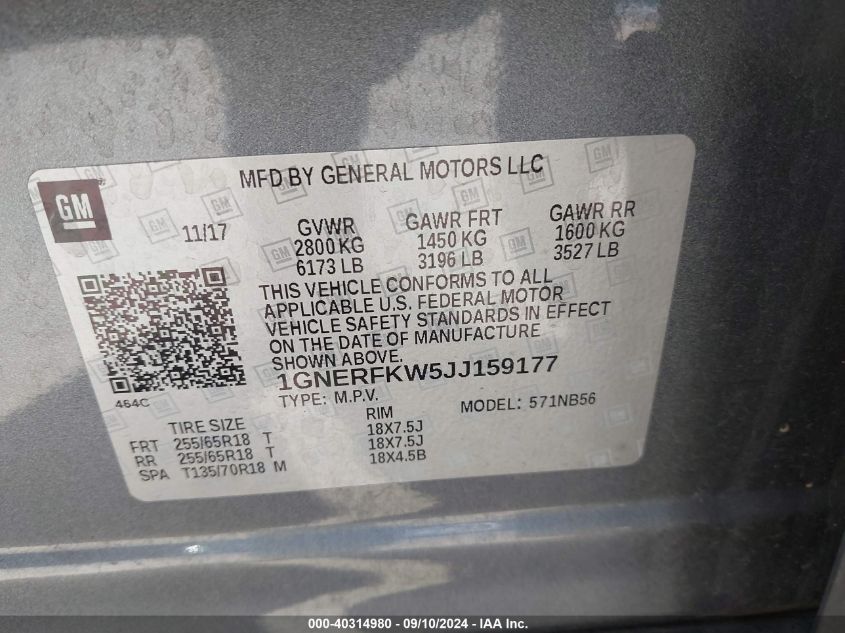 GM
MFD BY GENERAL MOTORS LLC
11/17
GVWR GAWR FRT GAWR RR
2800 KG 1450 KG 1600 KG
6173 LB 3196 LB 3527 LB
THIS VEHICLE CONFORMS TO ALL
APPLICABLE U.S. FEDERAL MOTOR
VEHICLE SAFETY STANDARDS IN EFFECT
ON THE DATE OF MANUFACTURE
SHOWN ABOVE.
1GNERFKW5JJ159177
464C
TYPE: M.P.V. MODEL: 571NB56
TIRE SIZE RIM
FRT 255/65R18 T 18X7.5J
RR 255/65R18 T 18X7.5J
SPA T135/70R18 M 18X4.5B
000-40314980 - 09/10/2024 - IAA Inc.